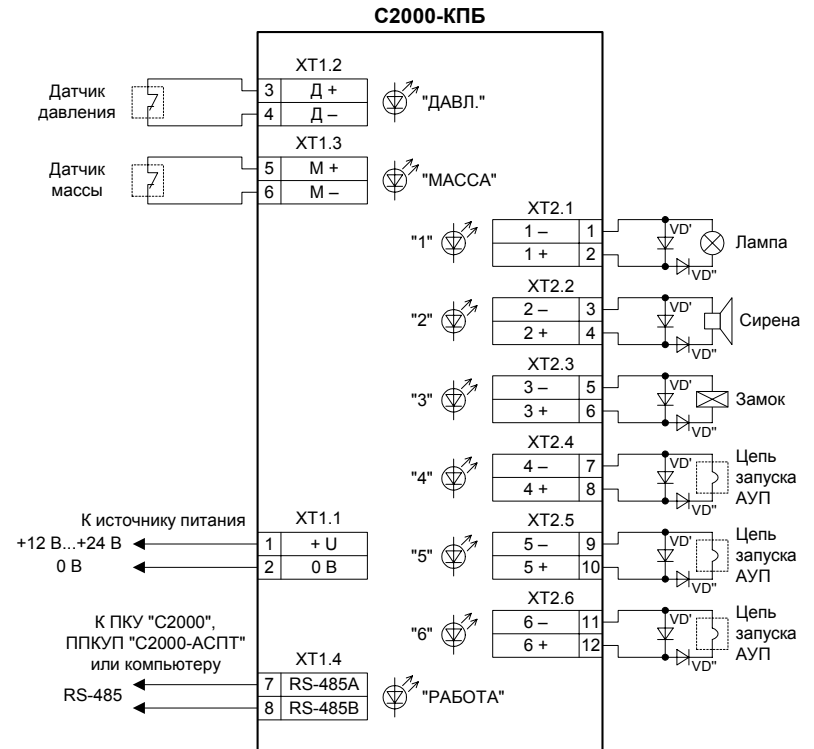 С2000-КПБ
XT1.2
Датчик давления
3 Д +
4 Д –
"ДАВЛ."
XT1.3
Датчик массы
5 М +
6 М –
"МАССА"
XT2.1
"1"
1 – 1
1 + 2
VD'
VD"
Лампа
XT2.2
"2"
2 – 3
2 + 4
VD'
VD"
Сирена
XT2.3
"3"
3 – 5
3 + 6
VD'
VD"
Замок
XT2.4
"4"
4 – 7
4 + 8
VD'
VD"
Цепь
запуска
АУП
К источнику питания
XT1.1
+12 В...+24 В
1 + U
0 В
2 0 В
XT2.5
"5"
5 – 9
5 + 10
VD'
VD"
Цепь
запуска
АУП
XT2.6
"6"
6 – 11
6 + 12
VD'
VD"
Цепь
запуска
АУП
К ПКУ "С2000",
ППКУП "С2000-АСПТ"
или компьютеру
XT1.4
RS-485
7 RS-485A
8 RS-485B
"РАБОТА"